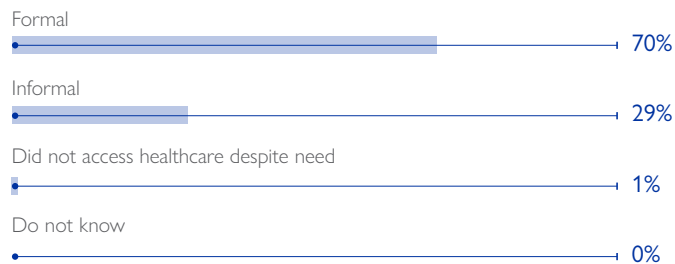 Formal
70%
Informal
29%
Did not access healthcare despite need
1%
Do not know
0%